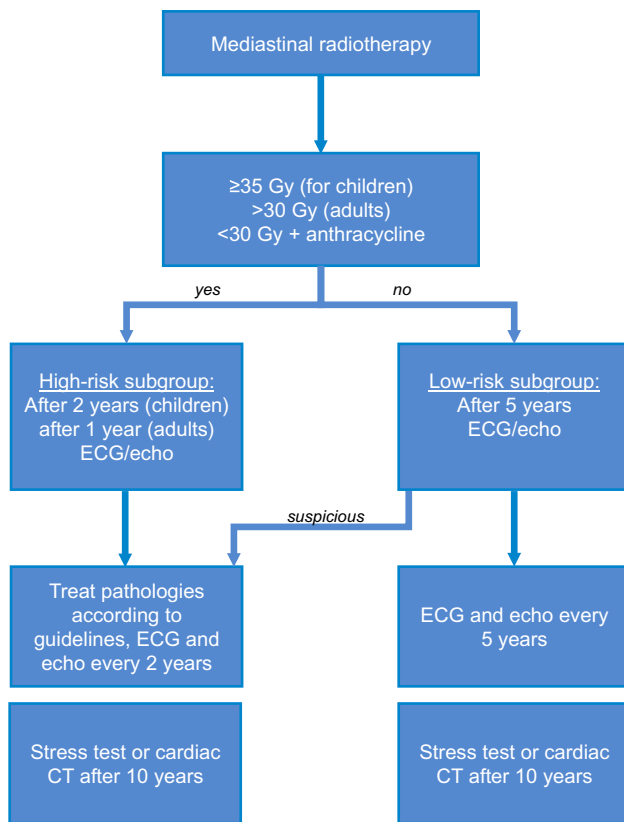 Mediastinal radiotherapy
≥35 Gy (for children)
>30 Gy (adults)
<30 Gy + anthracycline
yes
no
High-risk subgroup:
After 2 years (children)
after 1 year (adults)
ECG/echo
Low-risk subgroup:
After 5 years
ECG/echo
suspicious
Treat pathologies
according to
guidelines, ECG and
echo every 2 years
ECG and echo every
5 years
Stress test or cardiac
CT after 10 years
Stress test or cardiac
CT after 10 years